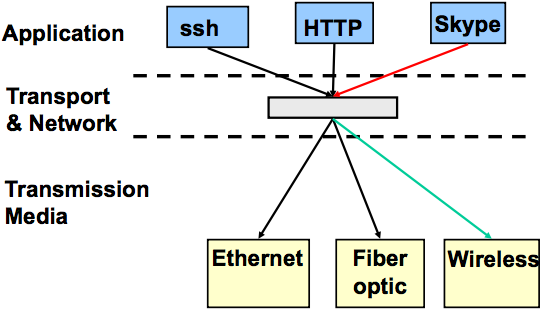 Application
ssh
HTTP
Skype
Transport
& Network
Transmission
Media
Ethernet
Fiber
optic
Wireless